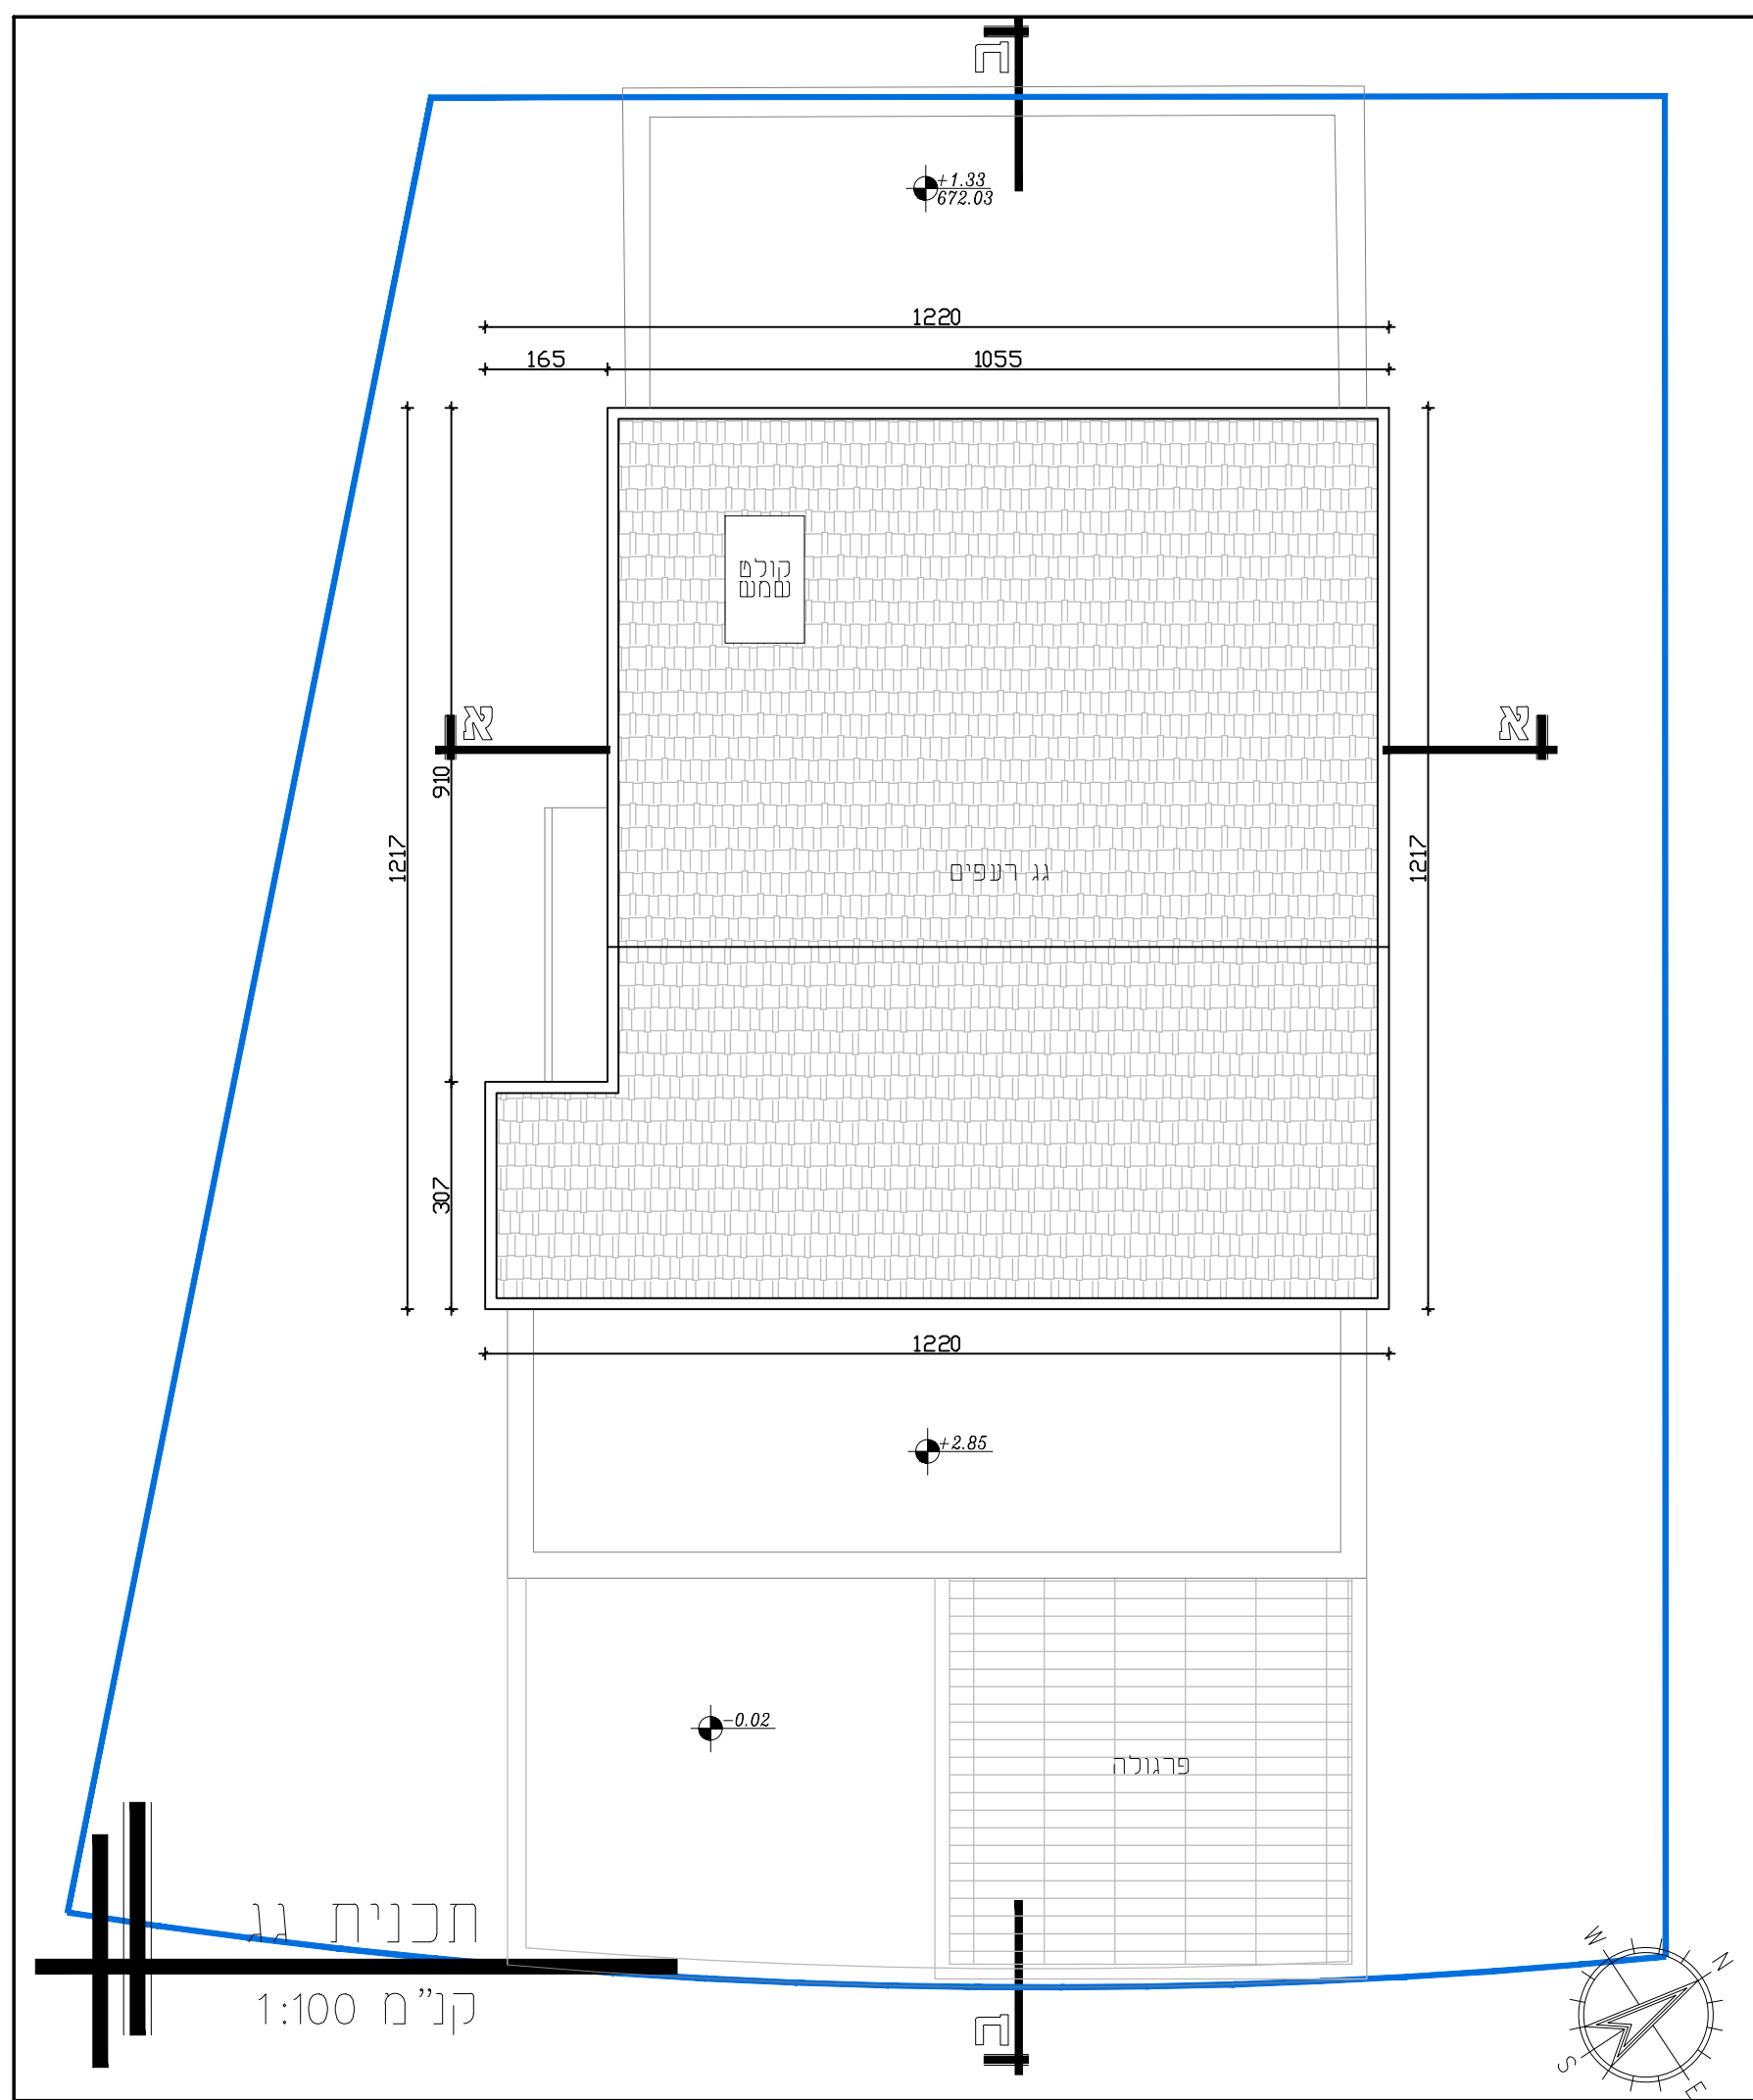 ב
+1.33
672.03
1220
165
1055
קולט
שמש
א
א
910
1217
1217
גג רעפים
307
1220
+2.85
-0.02
פרגולה
תכנית גג
קנ"מ 1:100
ב
W
N
S
E